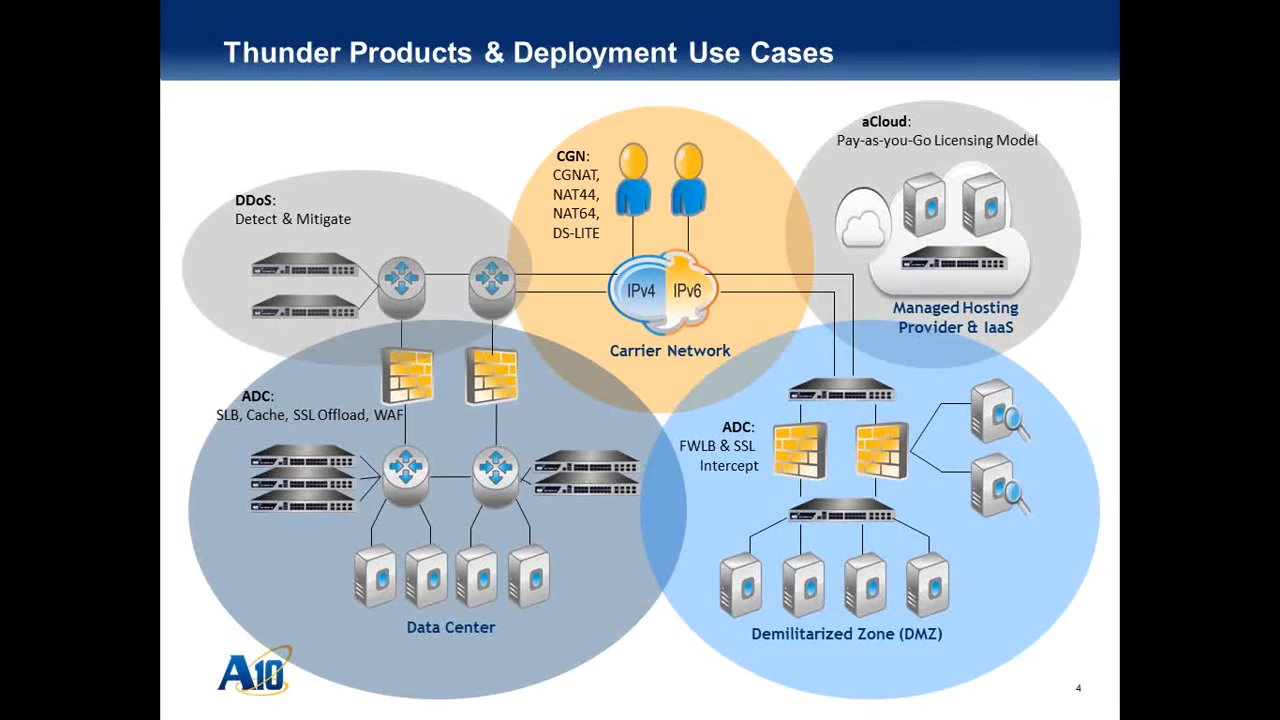 Thunder Products & Deployment Use Cases
aCloud:
Pay-as-you-Go Licensing Model
CGN:
CGNAT,
NAT44,
NAT64,
DS-LITE
DDoS:
Detect & Mitigate
IPv4 IPv6
Managed Hosting
Provider & IaaS
Carrier Network
ADC:
SLB, Cache, SSL Offload, WAF
ADC:
FWLB & SSL
Intercept
Data Center
Demilitarized Zone (DMZ)
A10
4